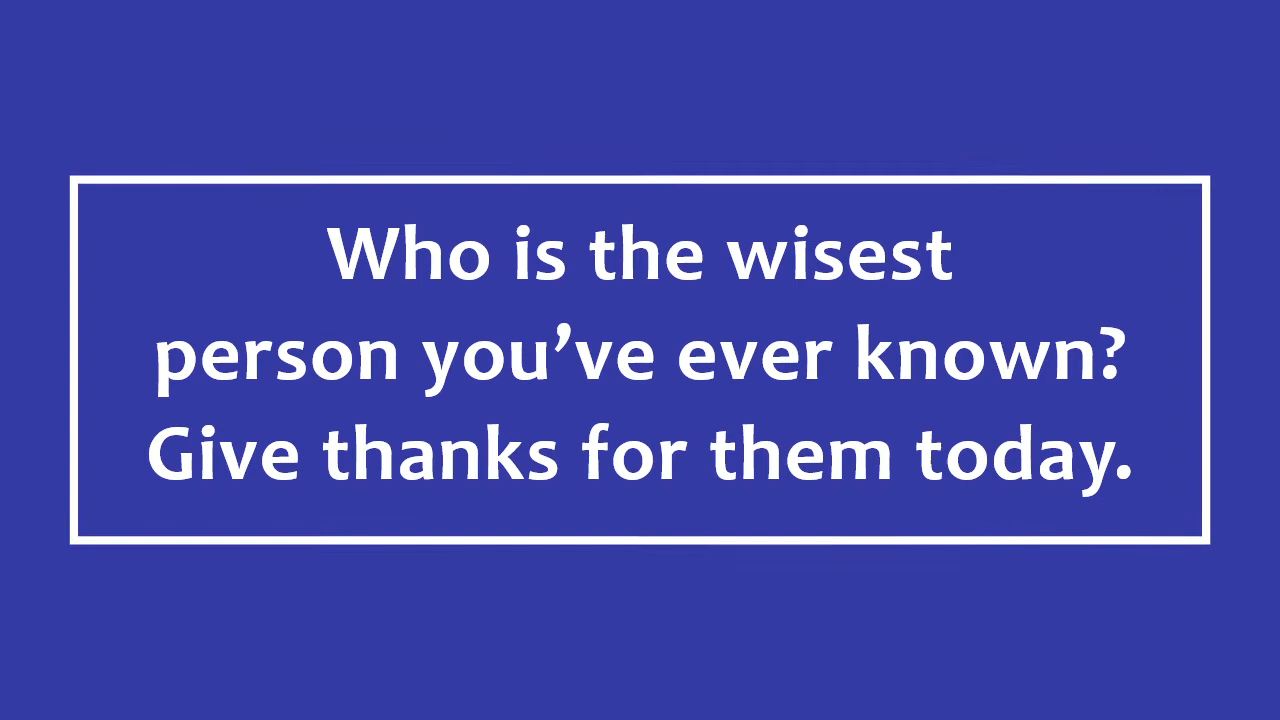 Who is the wisest
person you’ve ever known?
Give thanks for them today.